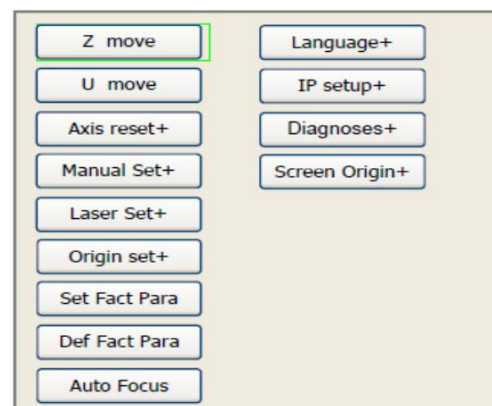 Z move
U move
Axis reset+
Manual Set+
Laser Set+
Origin set+
Set Fact Para
Def Fact Para
Auto Focus
Language+
IP setup+
Diagnoses+
Screen Origin+